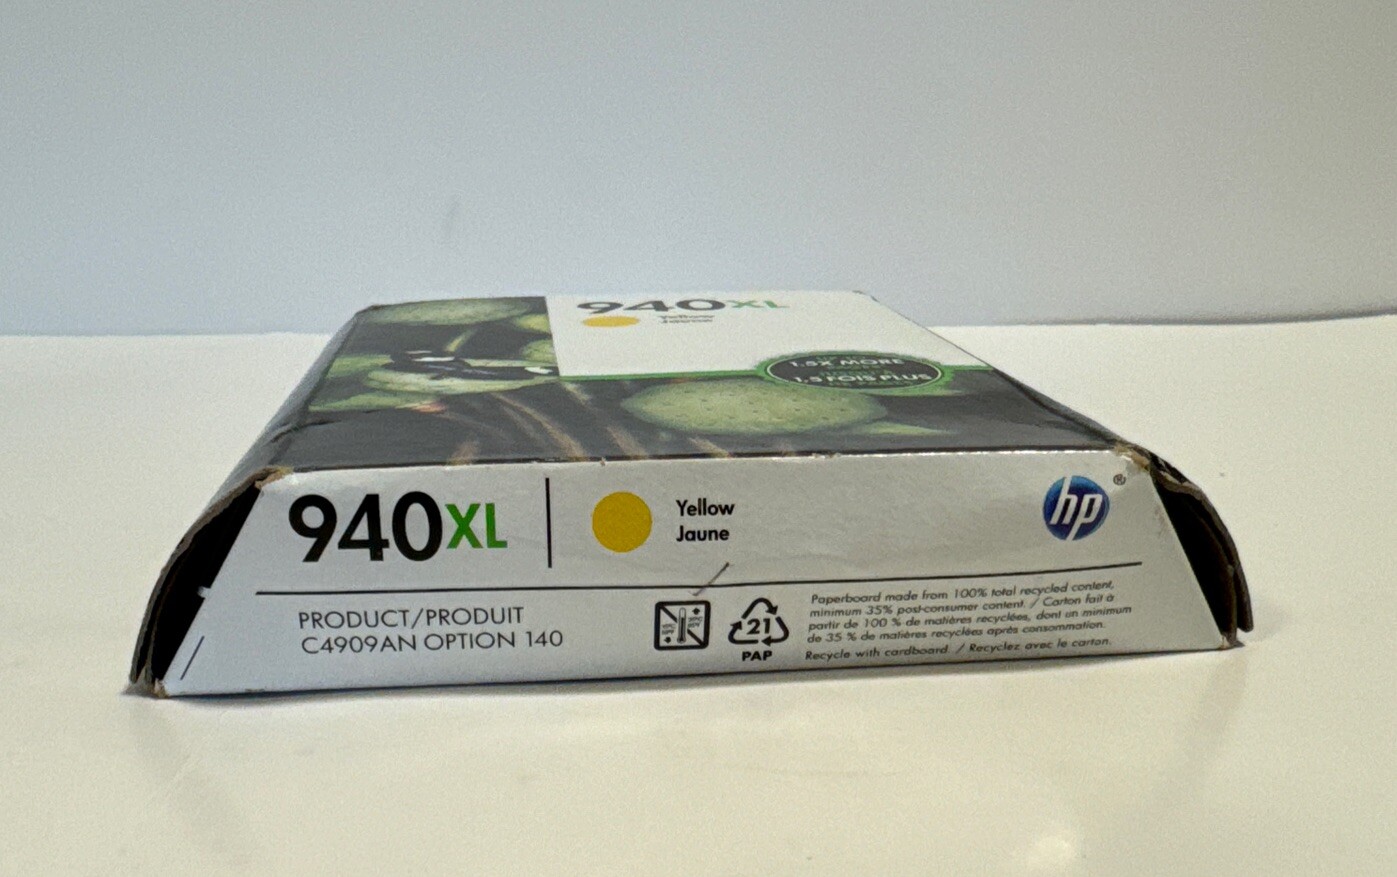 940XL
Yellow
Jaune
1.5X MORE
1.5 FOIS PLUS
940XL
Yellow
Jaune
hp®
PRODUCT/PRODUIT
C4909AN OPTION 140
21
PAP
Paperboard made from 100% total recycled content,
minimum 35% post-consumer content. / Carton fait à
partir de 100 % de matières recyclées, dont un minimum
de 35 % de matières recyclées après consommation.
Recycle with cardboard. / Recyclez avec le carton.